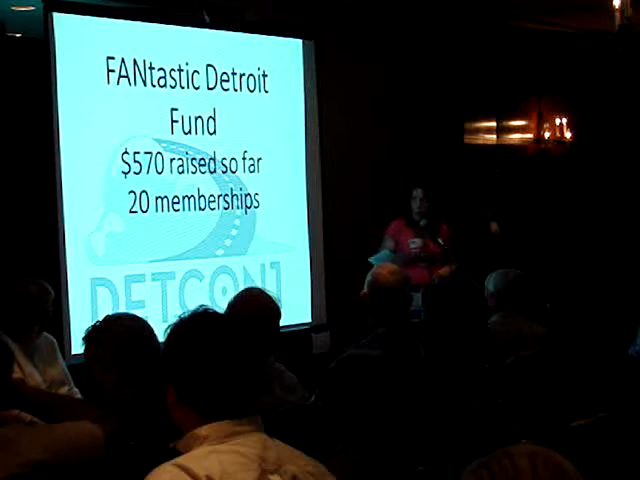 FANtastic Detroit
Fund
$570 raised so far
20 memberships
DETCON1